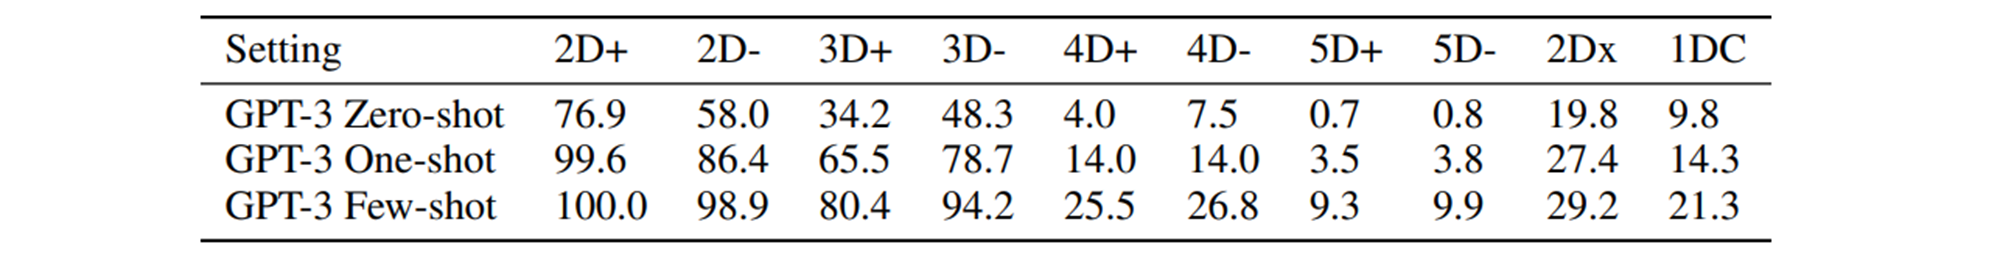 Setting 2D+ 2D- 3D+ 3D- 4D+ 4D- 5D+ 5D- 2Dx 1DC
GPT-3 Zero-shot 76.9 58.0 34.2 48.3 4.0 7.5 0.7 0.8 19.8 9.8
GPT-3 One-shot 99.6 86.4 65.5 78.7 14.0 14.0 3.5 3.8 27.4 14.3
GPT-3 Few-shot 100.0 98.9 80.4 94.2 25.5 26.8 9.3 9.9 29.2 21.3